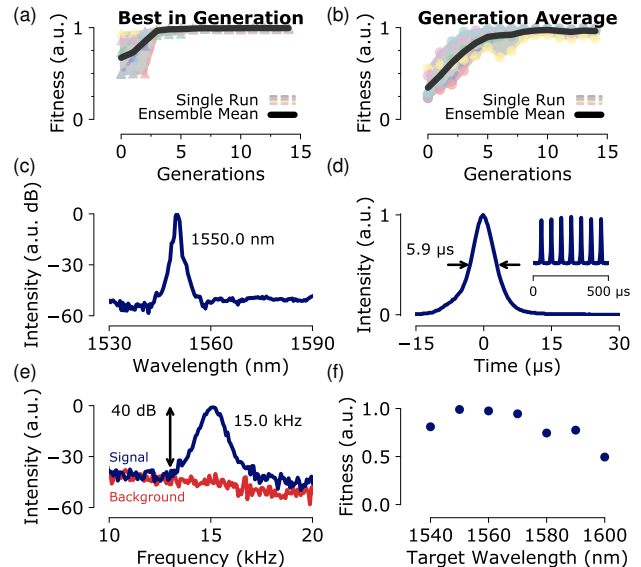 (a)
Best in Generation
Fitness (a.u.)
1
0
Single Run
Ensemble Mean
0
5
10
15
Generations
(b)
Generation Average
Fitness (a.u.)
1
0
Single Run
Ensemble Mean
0
5
10
15
Generations
(c)
Intensity (a.u. dB)
0
−30
−60
1550.0 nm
1530
1560
1590
Wavelength (nm)
(d)
Intensity (a.u.)
1
0
5.9 µs
0
500 µs
−15
0
15
30
Time (µs)
(e)
Intensity (a.u.)
0
−30
−60
40 dB
15.0 kHz
Signal
Background
10
15
20
Frequency (kHz)
(f)
Fitness (a.u.)
1.0
0.5
0.0
1540
1560
1580
1600
Target Wavelength (nm)